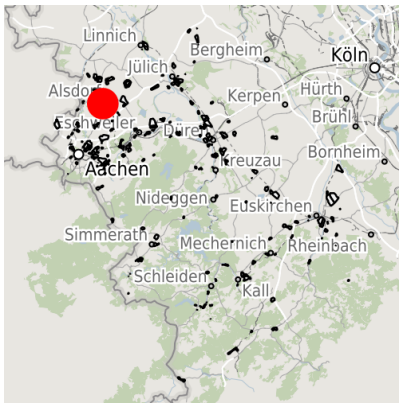 Linnich
Bergheim
Köln
Jülich
Alsdorf
Kerpen
Hürth
Eschweiler
Düren
Brühl
Aachen
Kreuzau
Bornheim
Nideggen
Euskirchen
Simmerath
Mechernich
Rheinbach
Schleiden
Kall